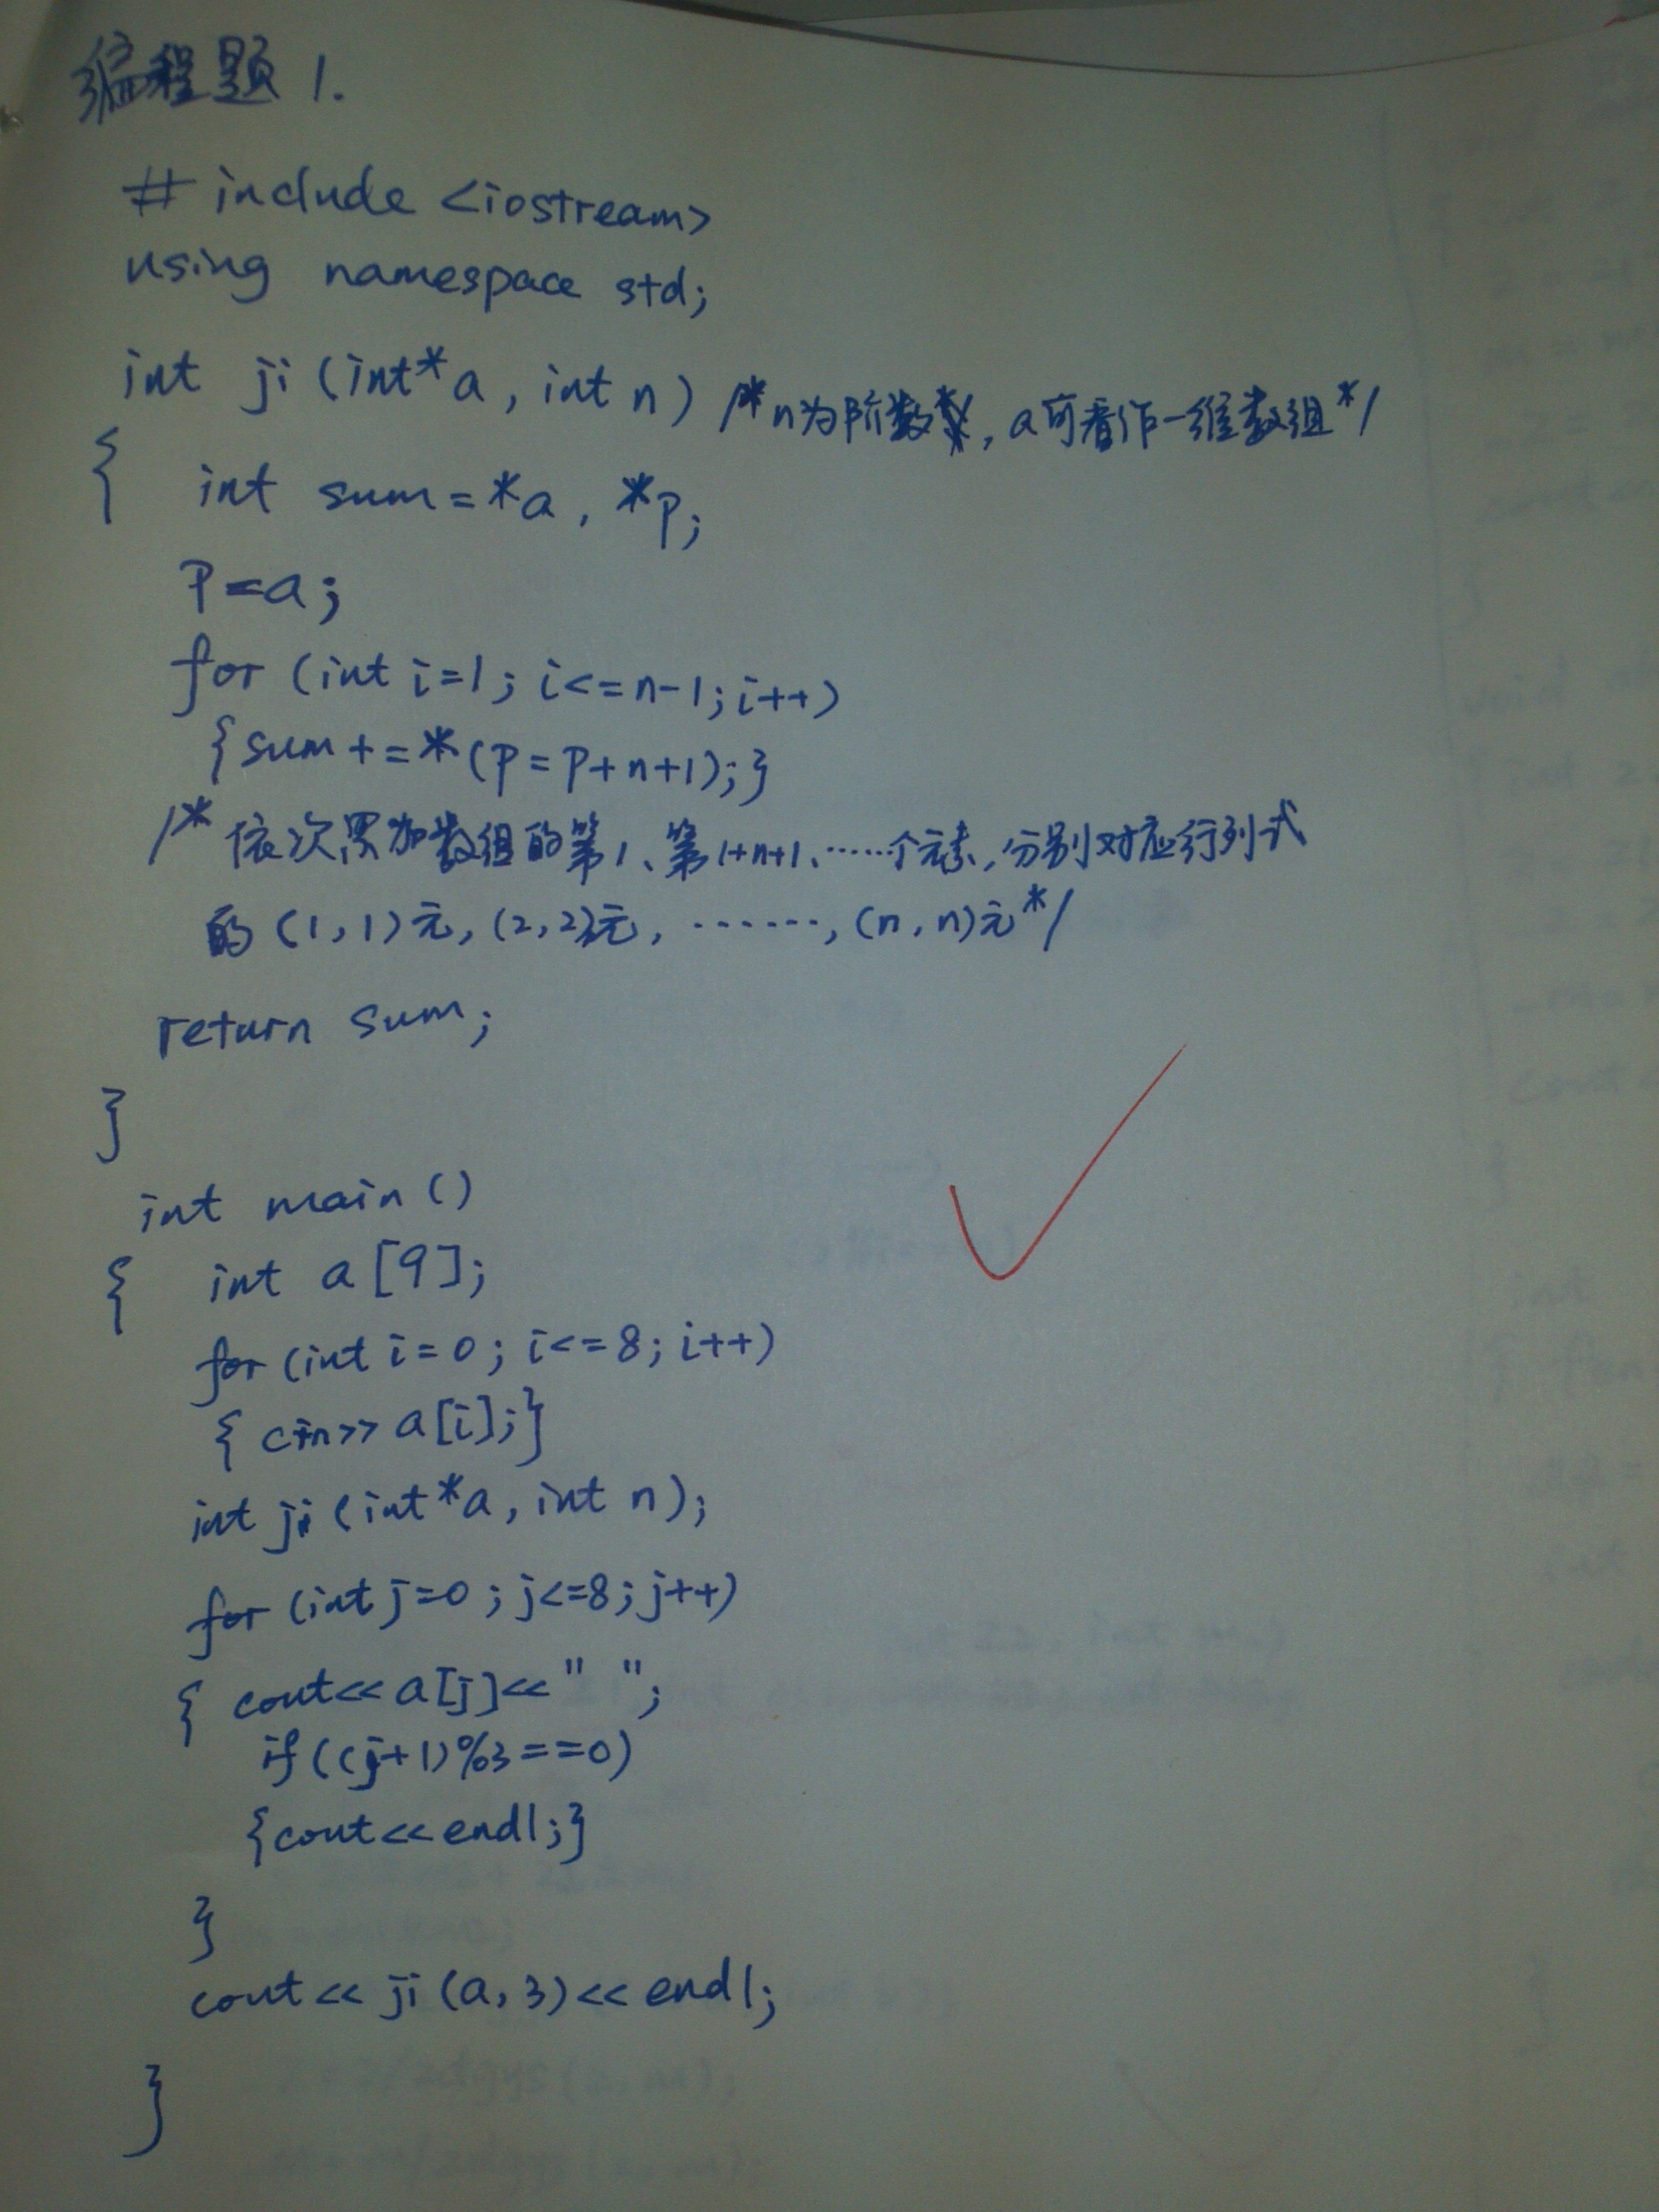 编程题 1.
# include <iostream>
using namespace std;
int ji (int* a, int n) /*n为阶数, a可看作一维数组*/
{ int sum=*a, *p;
P=a;
for (int i=1; i<=n-1; i++)
{sum+=*(p=p+n+1);}
/* 依次累加数组的第1、第1+n+1、……个元素, 分别对应行列式
的 (1,1)元, (2,2)元, ……, (n,n)元*/
return sum;
}
int main ()
{ int a[9];
for (int i=0; i<=8; i++)
{ cin>> a[i];}
int ji (int*a, int n);
for (int j=0; j<=8; j++)
{ cout<< a[j]<<" ";
if ((j+1)%3==0)
{cout<<endl;}
}
cout<< ji (a,3)<<endl;
}